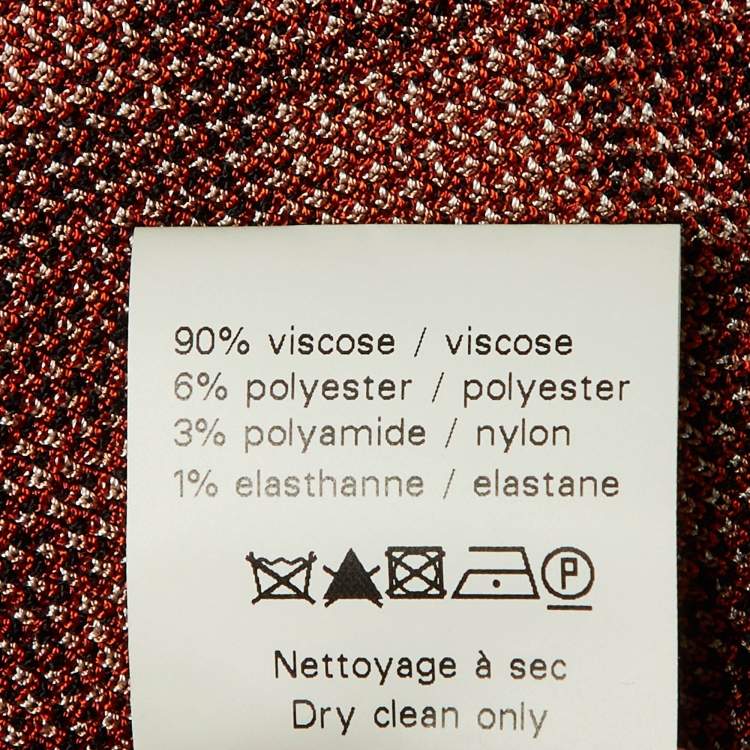 90% viscose / viscose
6% polyester / polyester
3% polyamide / nylon
1% elasthanne / elastane
P
Nettoyage à sec
Dry clean only